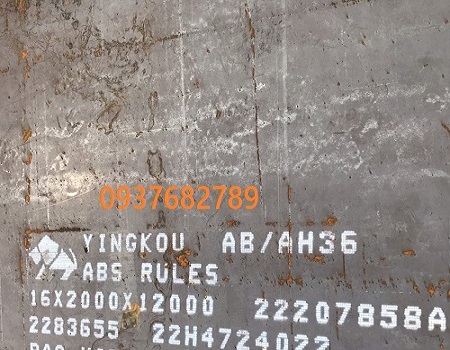 0937682789
YINGKOU AB/AH36
ABS RULES
16X2000X12000 22207858A
2283655 22H4724022